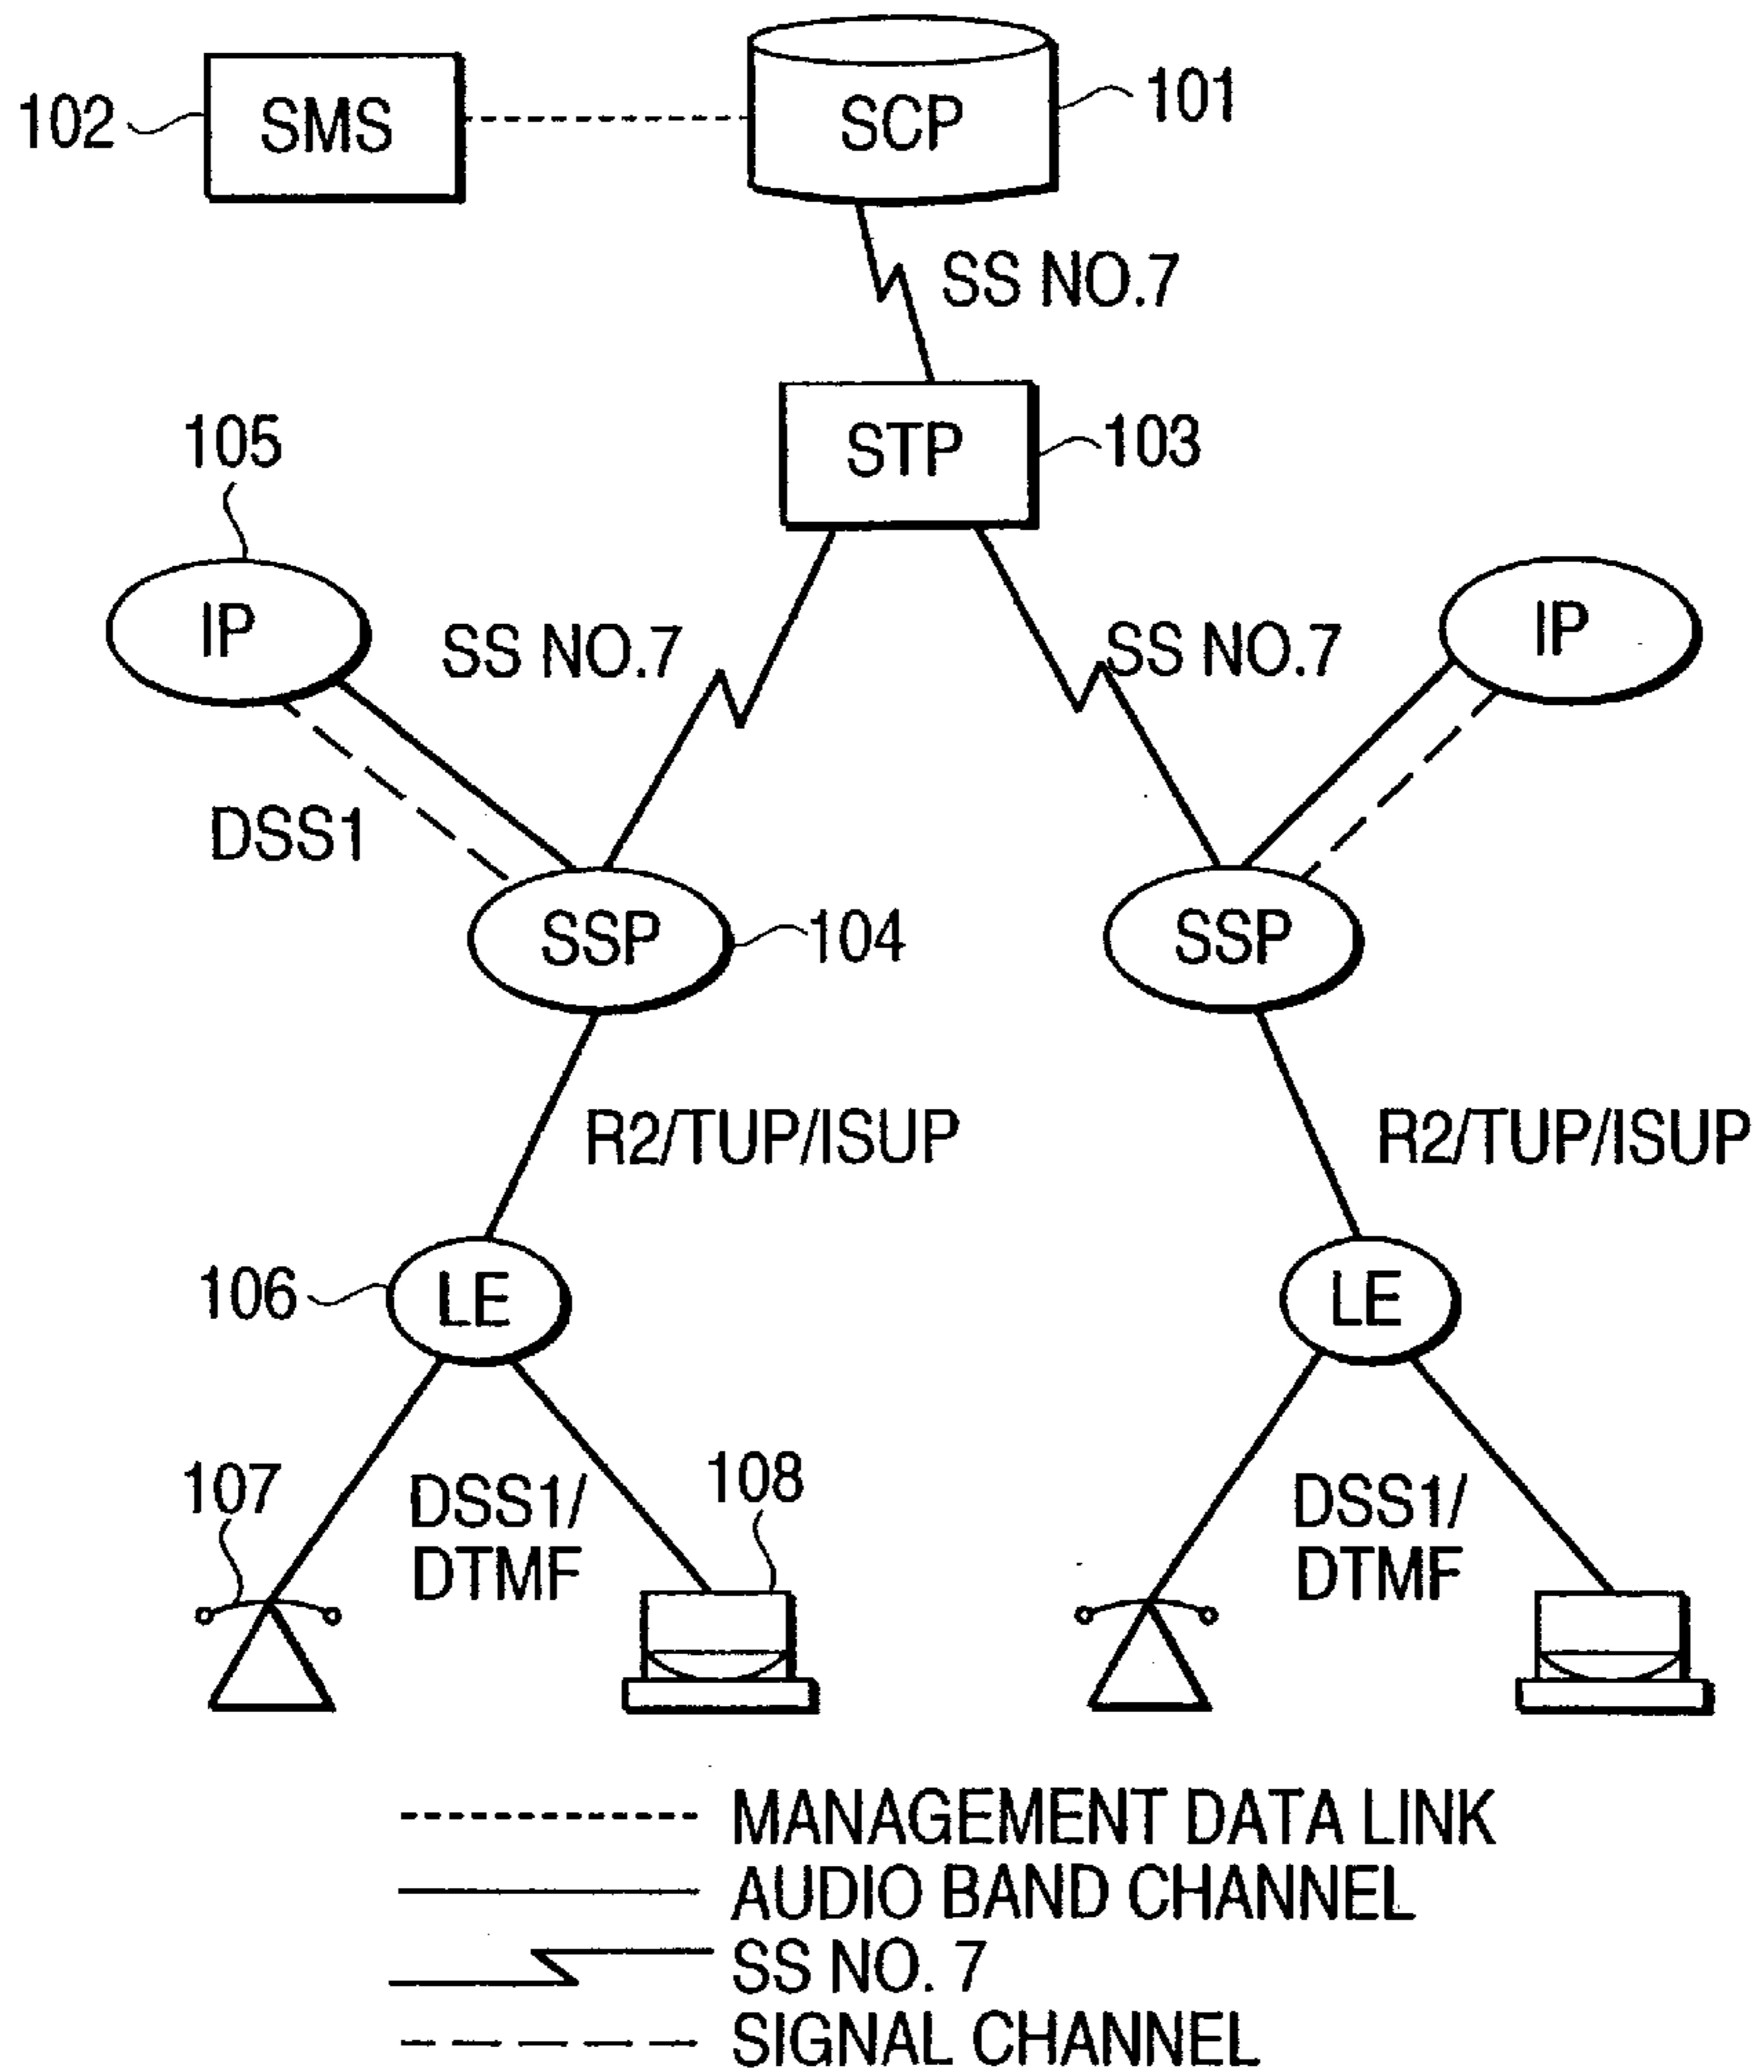 102
SMS
SCP
101
SS NO.7
STP
103
105
IP
SS NO.7
SS NO.7
IP
DSS1
SSP
104
SSP
R2/TUP/ISUP
R2/TUP/ISUP
106
LE
LE
107
DSS1/
DTMF
108
DSS1/
DTMF
MANAGEMENT DATA LINK
AUDIO BAND CHANNEL
SS NO. 7
SIGNAL CHANNEL